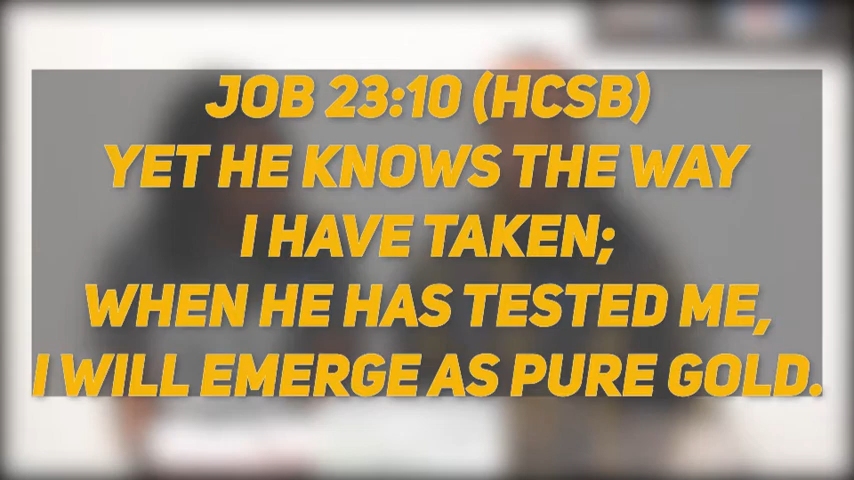 JOB 23:10 (HCSB)
YET HE KNOWS THE WAY
I HAVE TAKEN;
WHEN HE HAS TESTED ME,
I WILL EMERGE AS PURE GOLD.